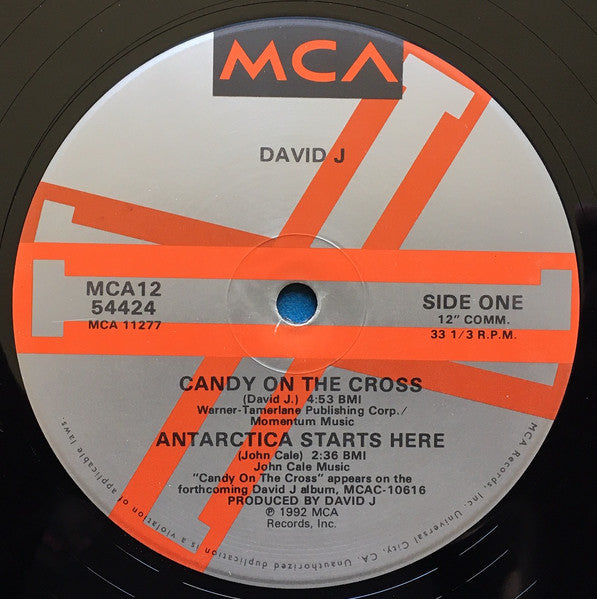 MCA
DAVID J
MCA12
54424
MCA 11277
SIDE ONE
12" COMM.
33 1/3 R.P.M.
CANDY ON THE CROSS
(David J.) 4:53 BMI
Warner-Tamerlane Publishing Corp./
Momentum Music
ANTARCTICA STARTS HERE
(John Cale) 2:36 BMI
John Cale Music
"Candy On The Cross" appears on the
forthcoming David J album, MCAC-10616
PRODUCED BY DAVID J
℗ 1992 MCA
Records, Inc.
MCA Records, Inc., Universal City, CA. Unauthorized duplication is a violation of applicable laws.